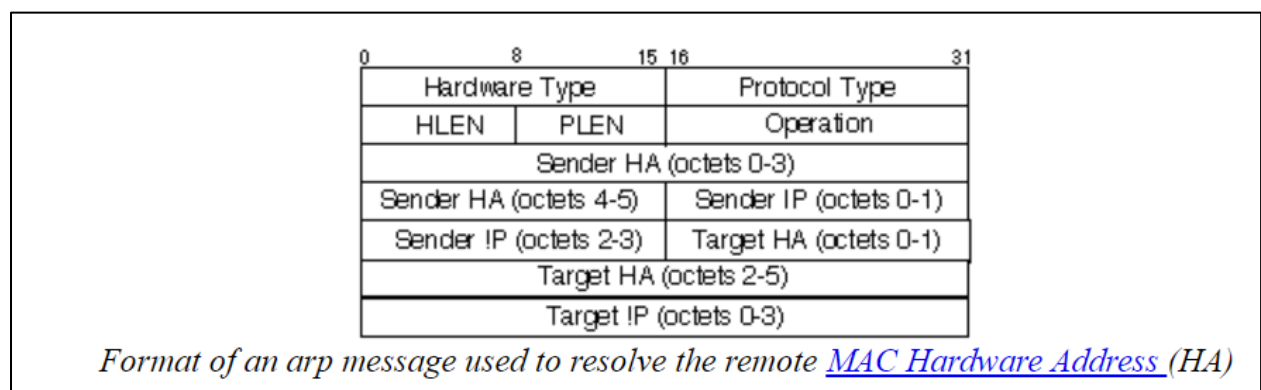 0 8 15 16 31
Hardware Type Protocol Type
HLEN PLEN Operation
Sender HA (octets 0-3)
Sender HA (octets 4-5) Sender IP (octets 0-1)
Sender !P (octets 2-3) Target HA (octets 0-1)
Target HA (octets 2-5)
Target !P (octets 0-3)
Format of an arp message used to resolve the remote MAC Hardware Address (HA)